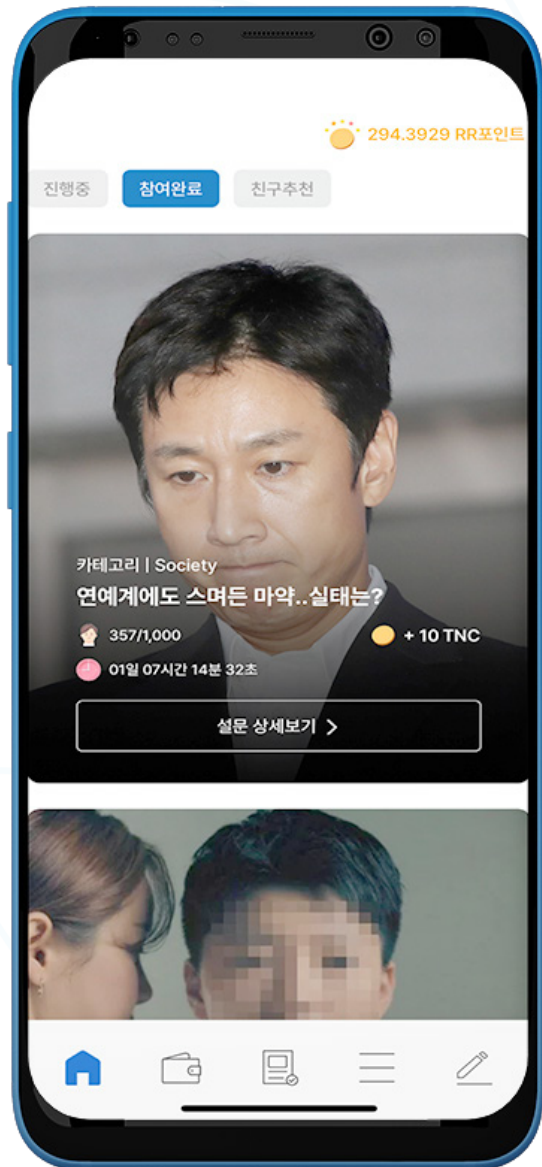 294.3929 RR포인트
진행중 참여완료 친구추천
카테고리 | Society
연예계에도 스며든 마약..실태는?
357/1,000 + 10 TNC
01일 07시간 14분 32초
설문 상세보기 >